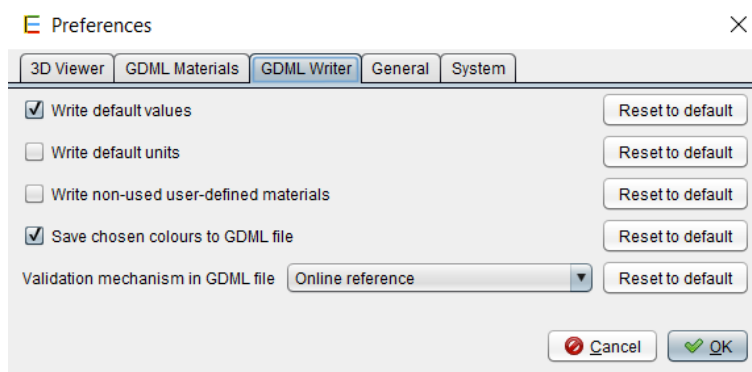 Preferences
3D Viewer GDML Materials GDML Writer General System
Write default values Reset to default
Write default units Reset to default
Write non-used user-defined materials Reset to default
Save chosen colours to GDML file Reset to default
Validation mechanism in GDML file Online reference Reset to default
Cancel OK